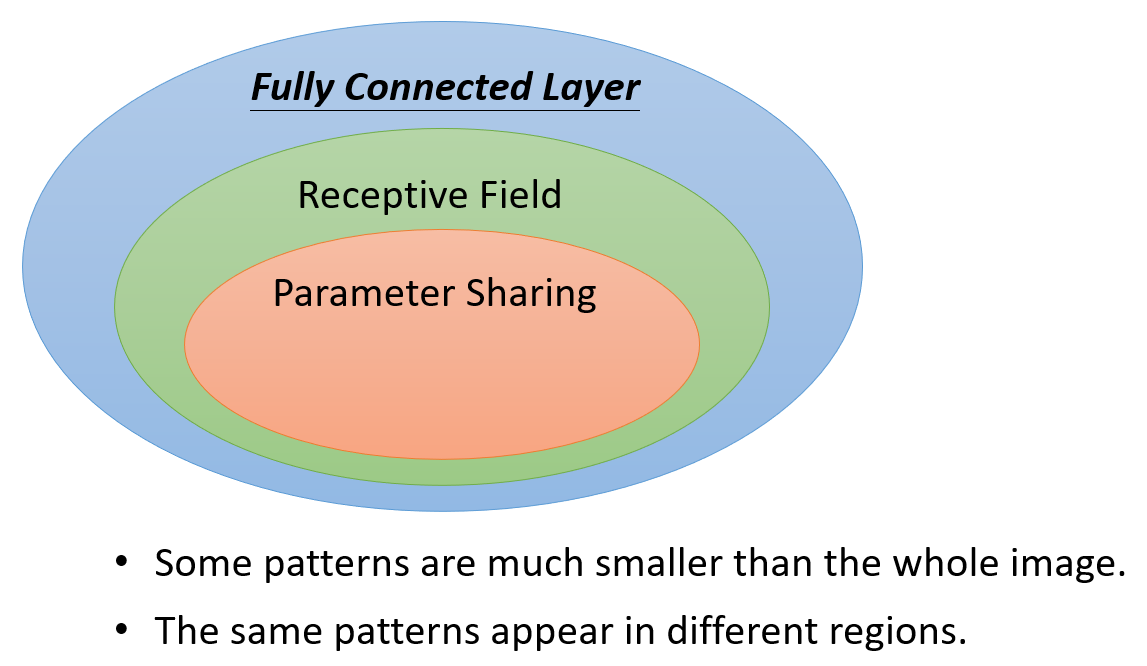 Fully Connected Layer
Receptive Field
Parameter Sharing
• Some patterns are much smaller than the whole image.
• The same patterns appear in different regions.